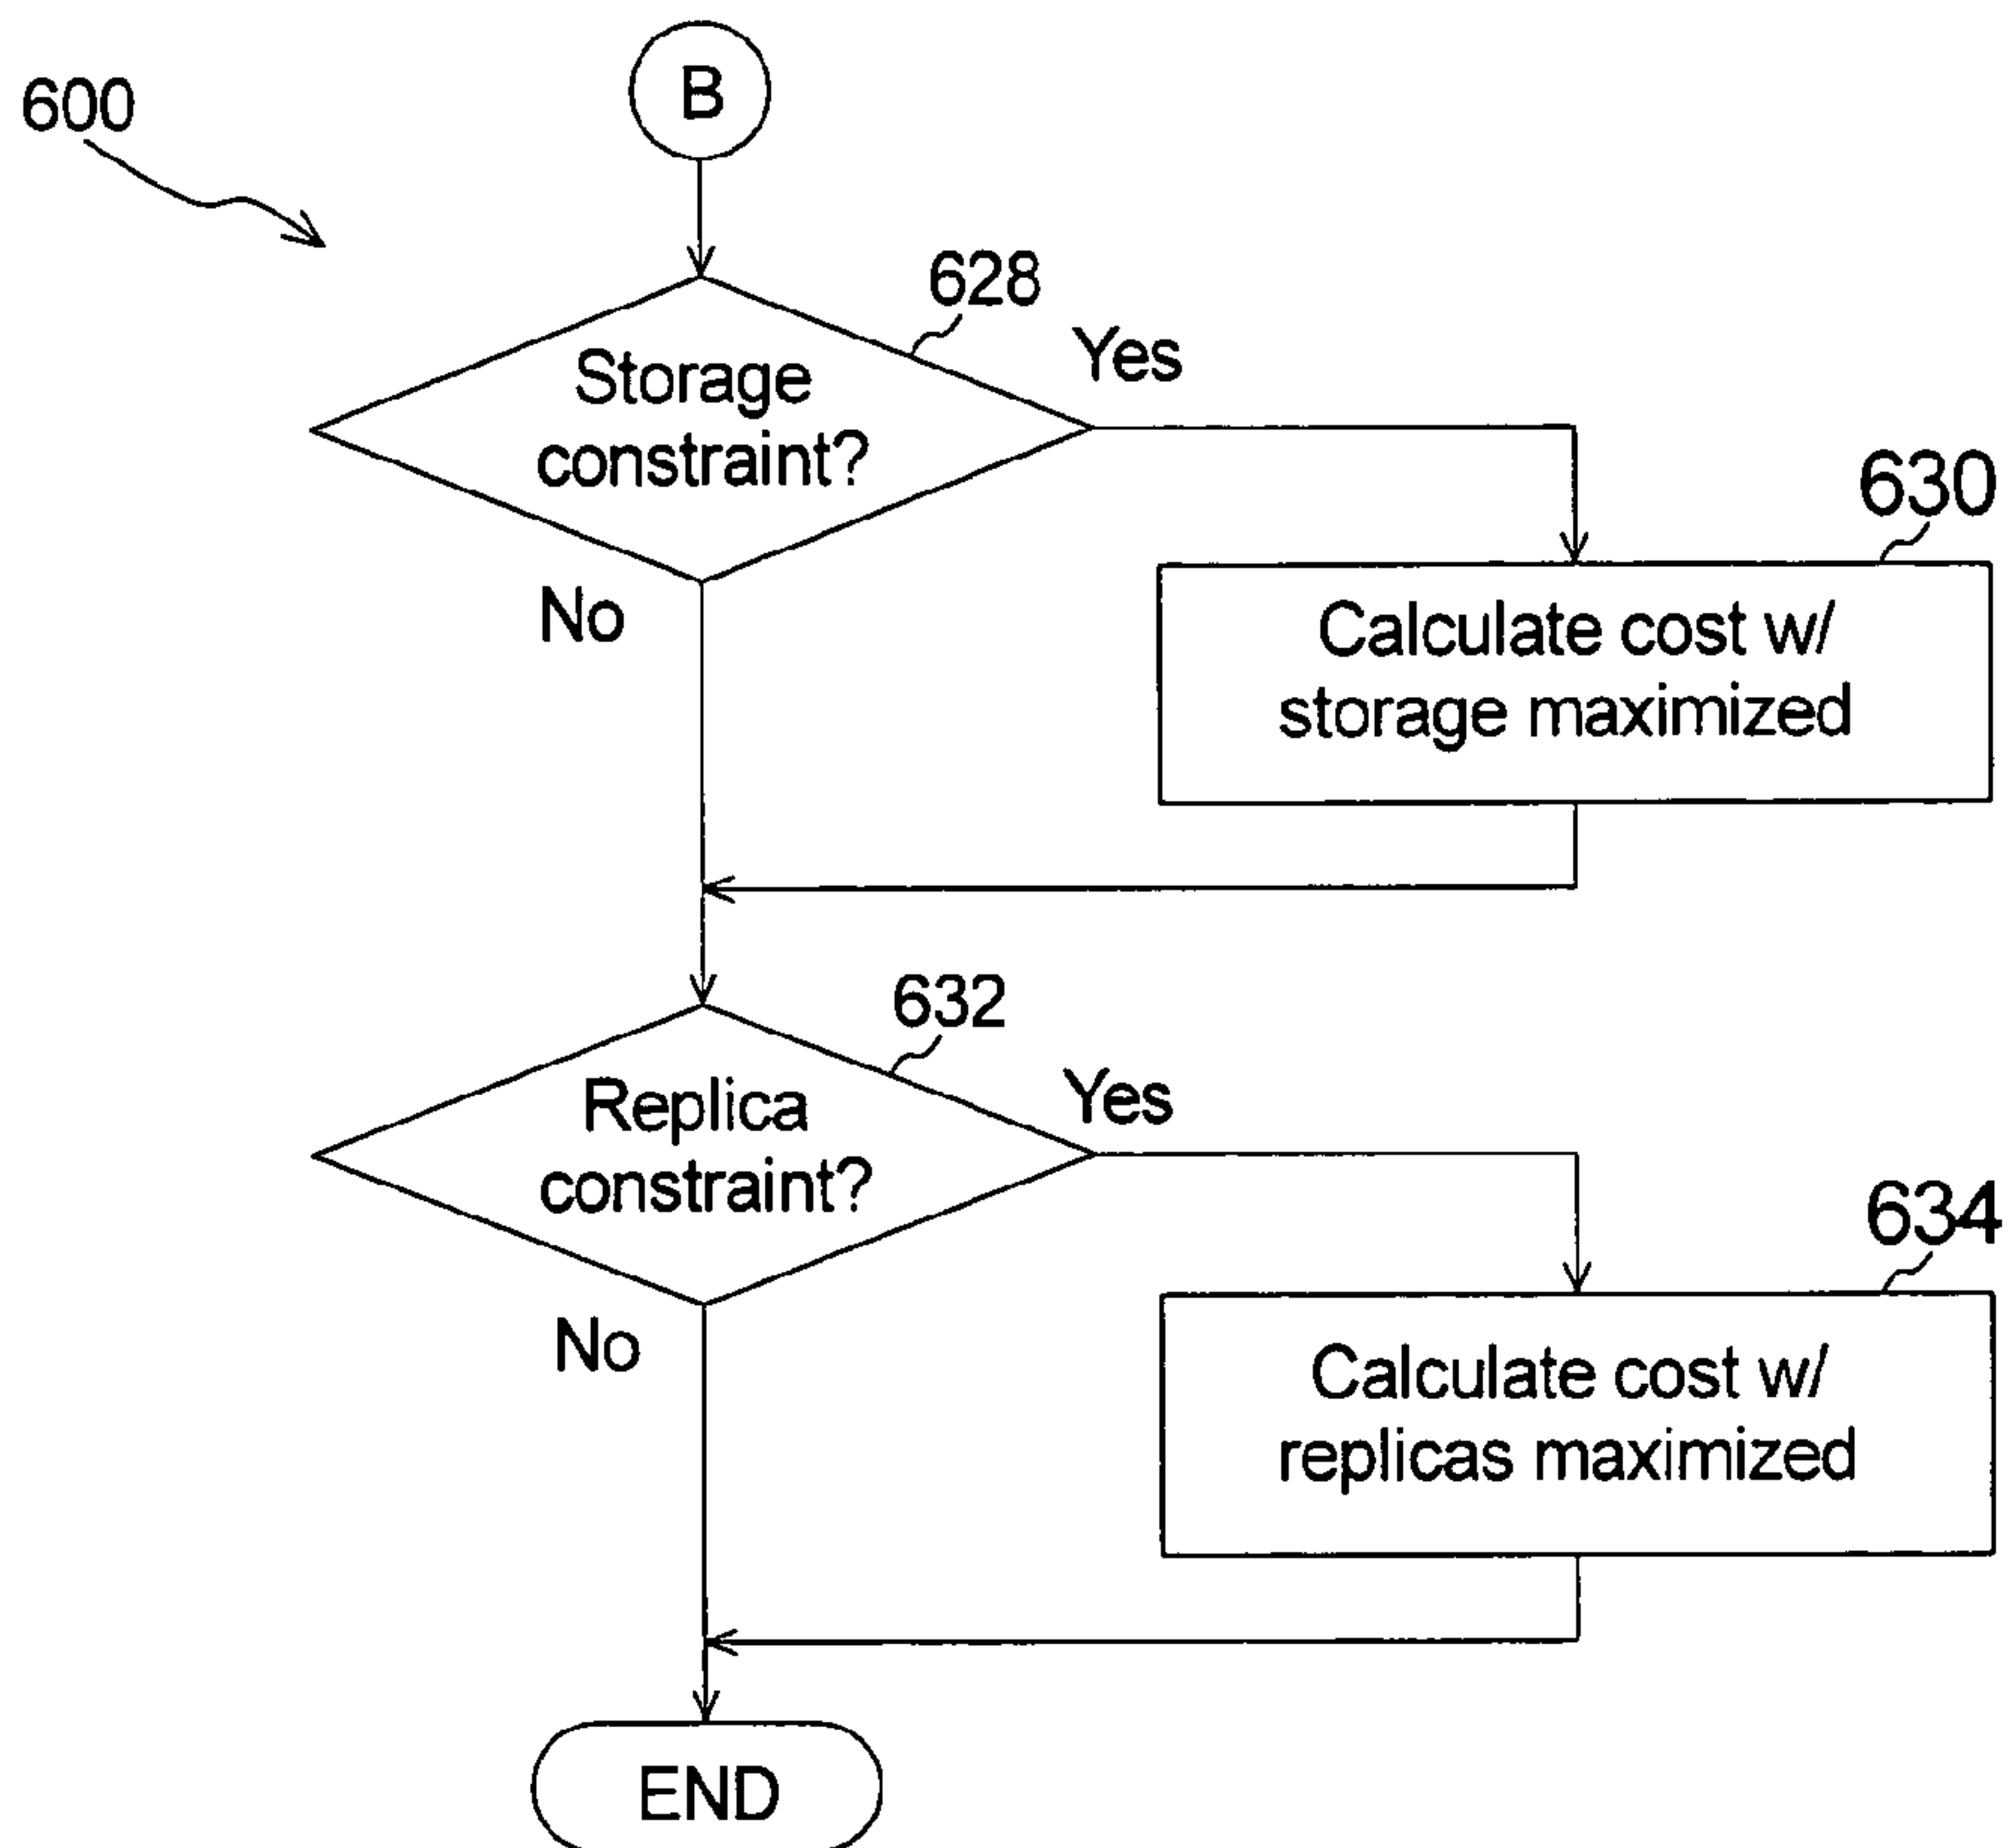 B
600
628
Storage
constraint?
Yes
No
630
Calculate cost w/
storage maximized
632
Replica
constraint?
Yes
No
634
Calculate cost w/
replicas maximized
END